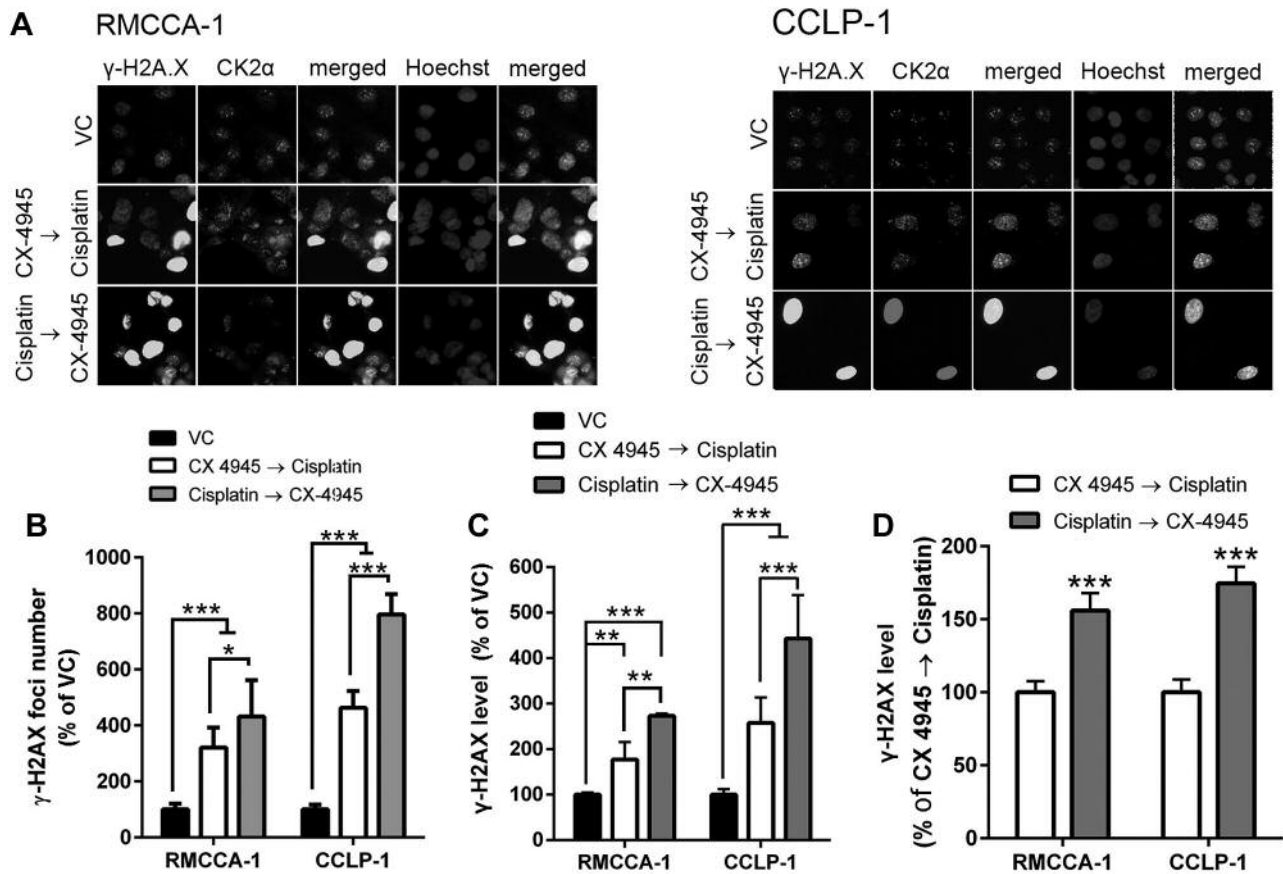 A
RMCCA-1
γ-H2A.X CK2α merged Hoechst merged
VC
CX-4945
→
Cisplatin
Cisplatin
→
CX-4945
CCLP-1
γ-H2A.X CK2α merged Hoechst merged
VC
CX-4945
→
Cisplatin
Cisplatin
→
CX-4945
B
VC
CX 4945 → Cisplatin
Cisplatin → CX-4945
γ-H2AX foci number
(% of VC)
1000
800
600
400
200
0
***
*
***
***
RMCCA-1 CCLP-1
C
VC
CX 4945 → Cisplatin
Cisplatin → CX-4945
γ-H2AX level (% of VC)
600
500
400
300
200
100
0
***
**
**
***
***
RMCCA-1 CCLP-1
D
CX 4945 → Cisplatin
Cisplatin → CX-4945
γ-H2AX level
(% of CX 4945 → Cisplatin)
200
150
100
50
0
***
***
RMCCA-1 CCLP-1